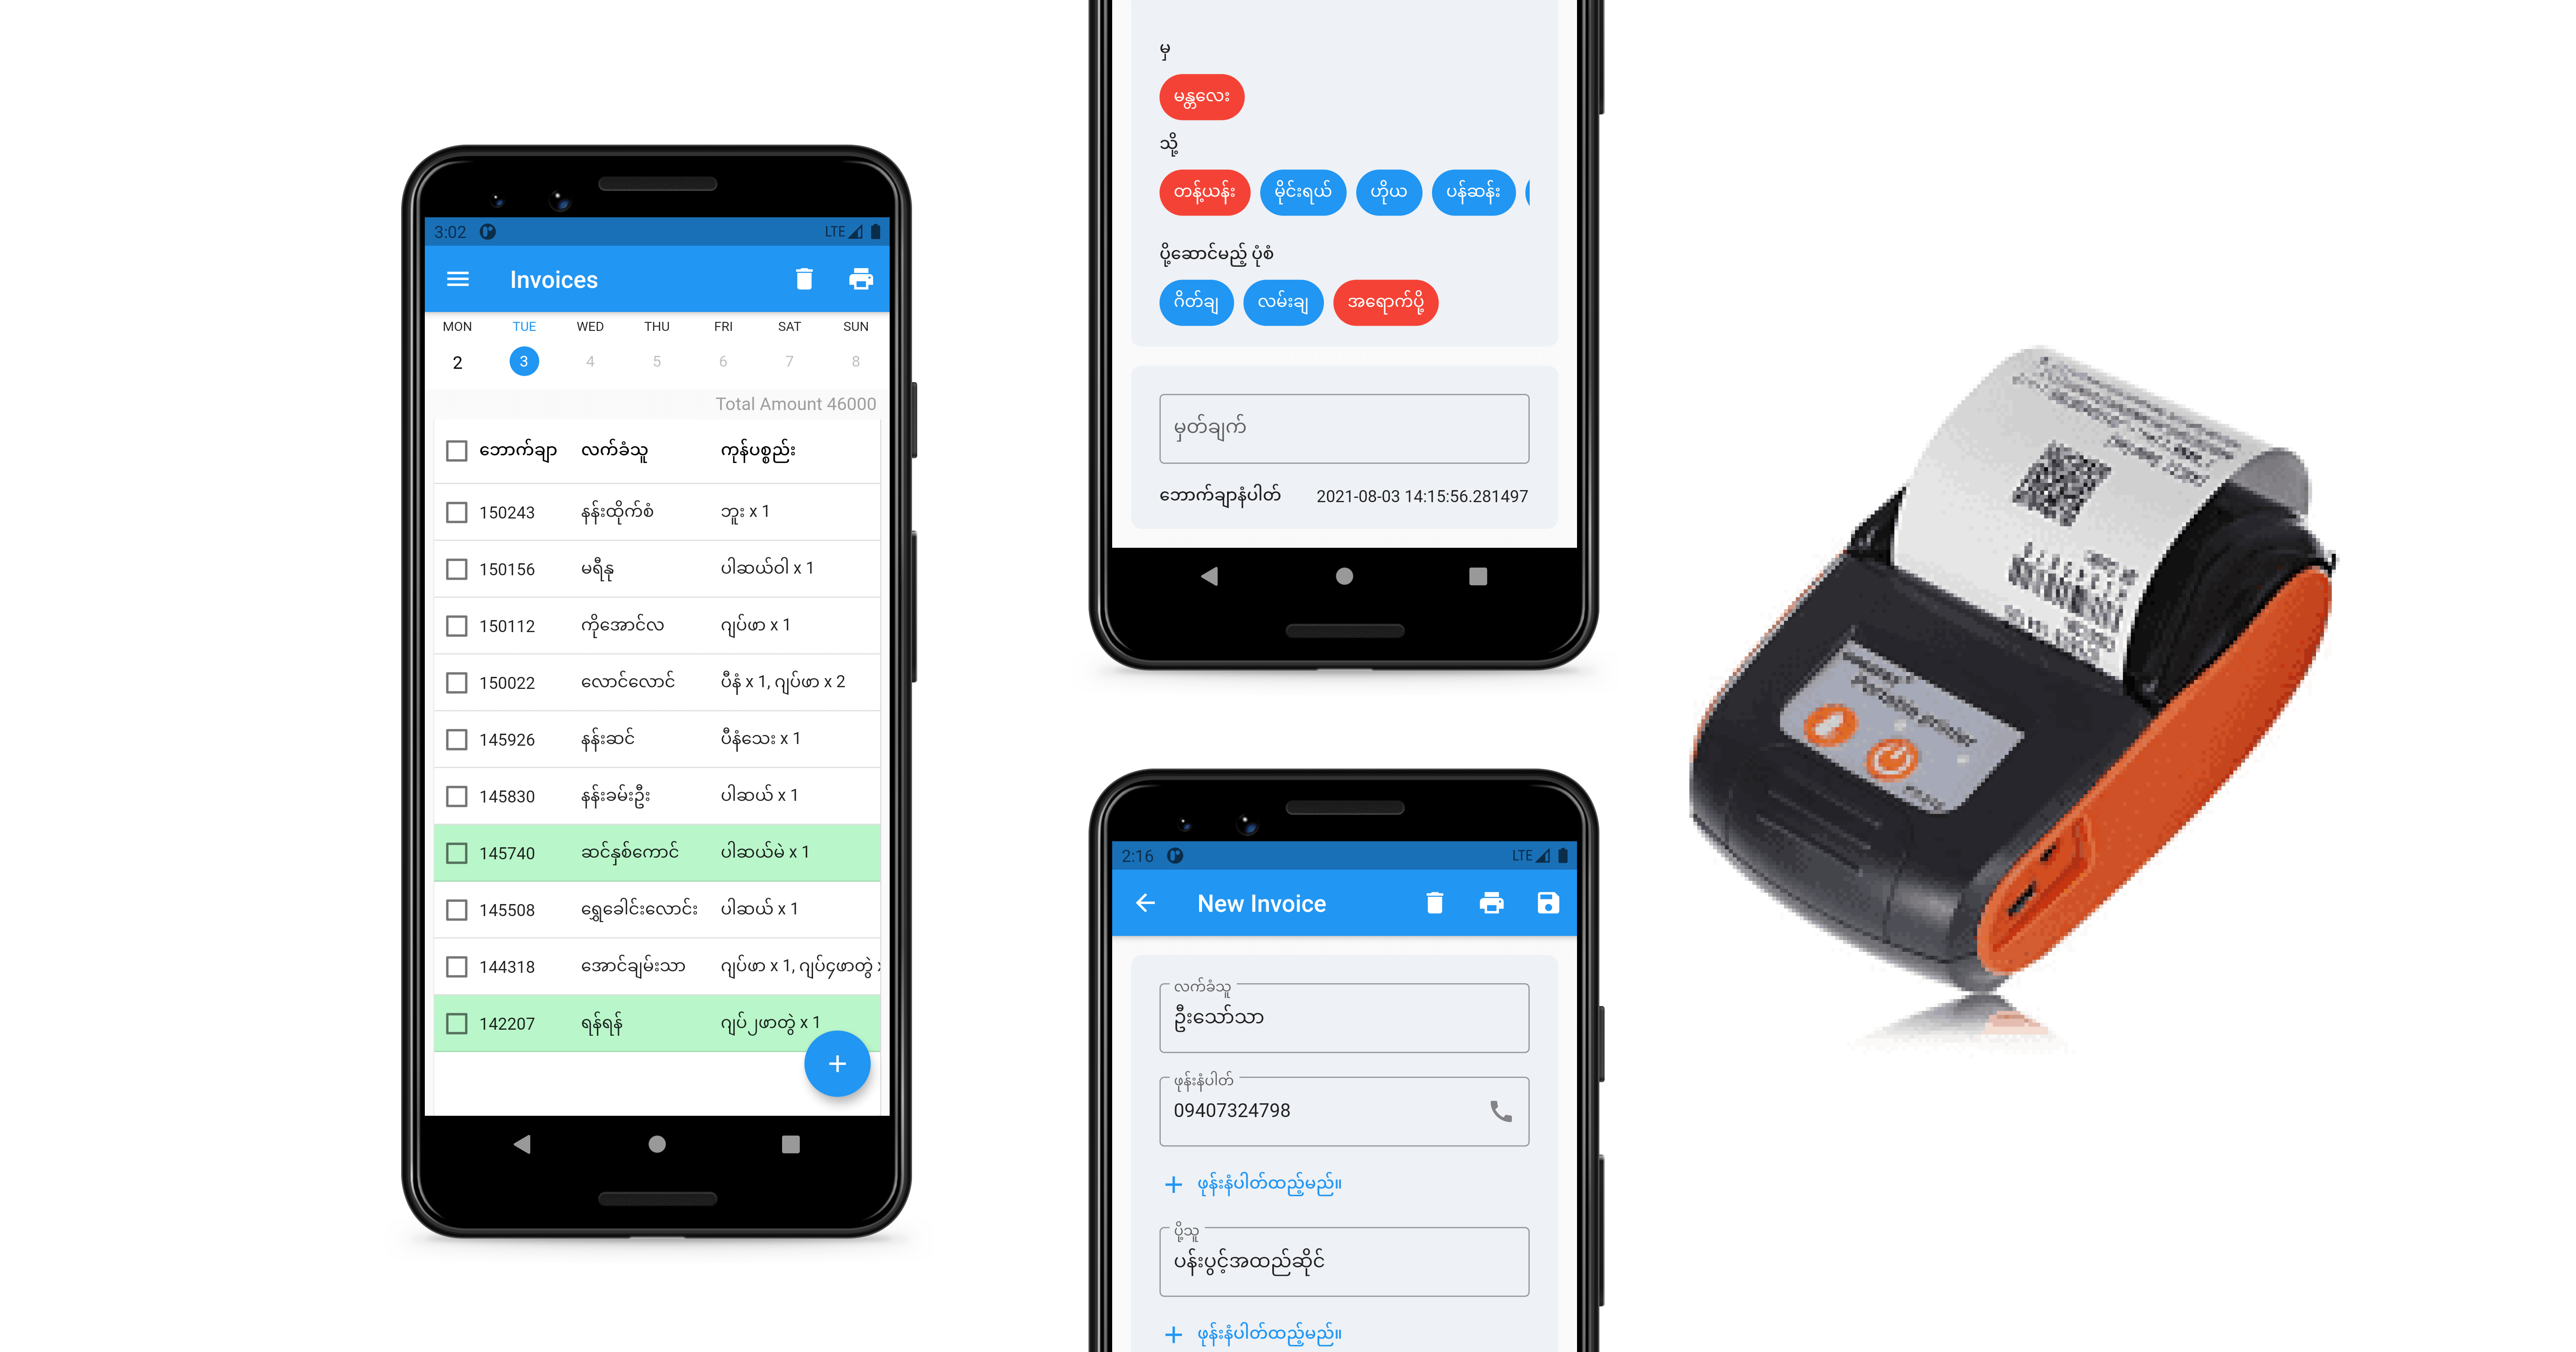 3:02 LTE
Invoices
MON TUE WED THU FRI SAT SUN
2 3 4 5 6 7 8
Total Amount 46000
ဘောက်ချာ လက်ခံသူ ကုန်ပစ္စည်း
150243 နန်းထိုက်စံ ဘူး x 1
150156 မရီနု ပါဆယ်ဝါ x 1
150112 ကိုအောင်လ ဂျပ်ဖာ x 1
150022 လောင်လောင် ပီနံ x 1, ဂျပ်ဖာ x 2
145926 နန်းဆင် ပီနံသေး x 1
145830 နန်းခမ်းဦး ပါဆယ် x 1
145740 ဆင်နှစ်ကောင် ပါဆယ်မဲ x 1
145508 ရွှေခေါင်းလောင်း ပါဆယ် x 1
144318 အောင်ချမ်းသာ ဂျပ်ဖာ x 1, ဂျပ်၄ဖာတွဲ x
142207 ရန်ရန် ဂျပ်၂ဖာတွဲ x 1
မှ
မန္တလေး
သို့
တန့်ယန်း မိုင်းရယ် ဟိုယ ပန်ဆန်း
ပို့ဆောင်မည့် ပုံစံ
ဂိတ်ချ လမ်းချ အရောက်ပို့
မှတ်ချက်
ဘောက်ချာနံပါတ် 2021-08-03 14:15:56.281497
2:16 LTE
New Invoice
လက်ခံသူ
ဦးသော်သာ
ဖုန်းနံပါတ်
09407324798
+ ဖုန်းနံပါတ်ထည့်မည်။
ပို့သူ
ပန်းပွင့်အထည်ဆိုင်
+ ဖုန်းနံပါတ်ထည့်မည်။
Portable printer